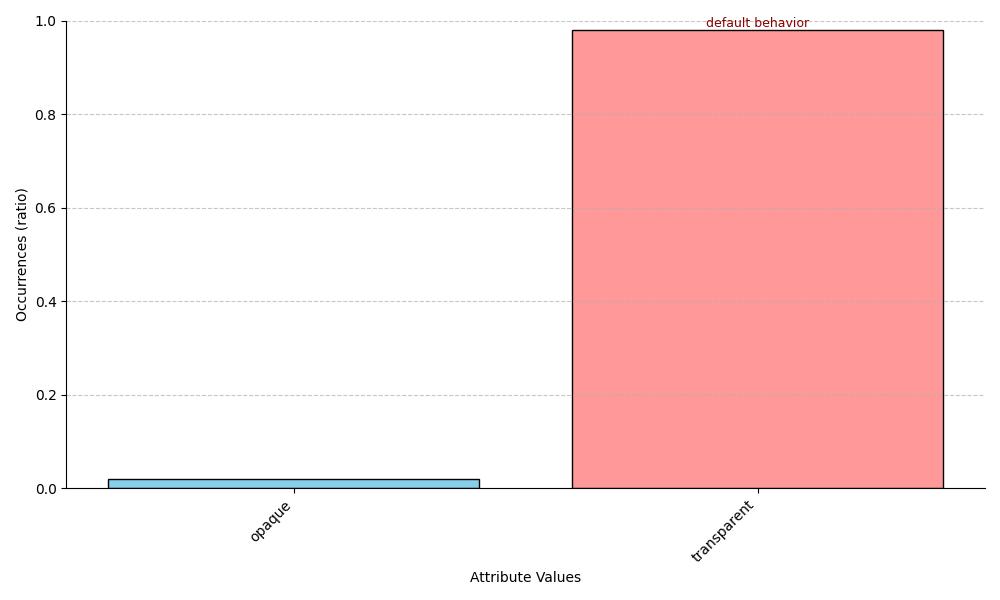 1.0
default behavior
0.8
0.6
0.4
0.2
0.0
Occurrences (ratio)
opaque
transparent
Attribute Values